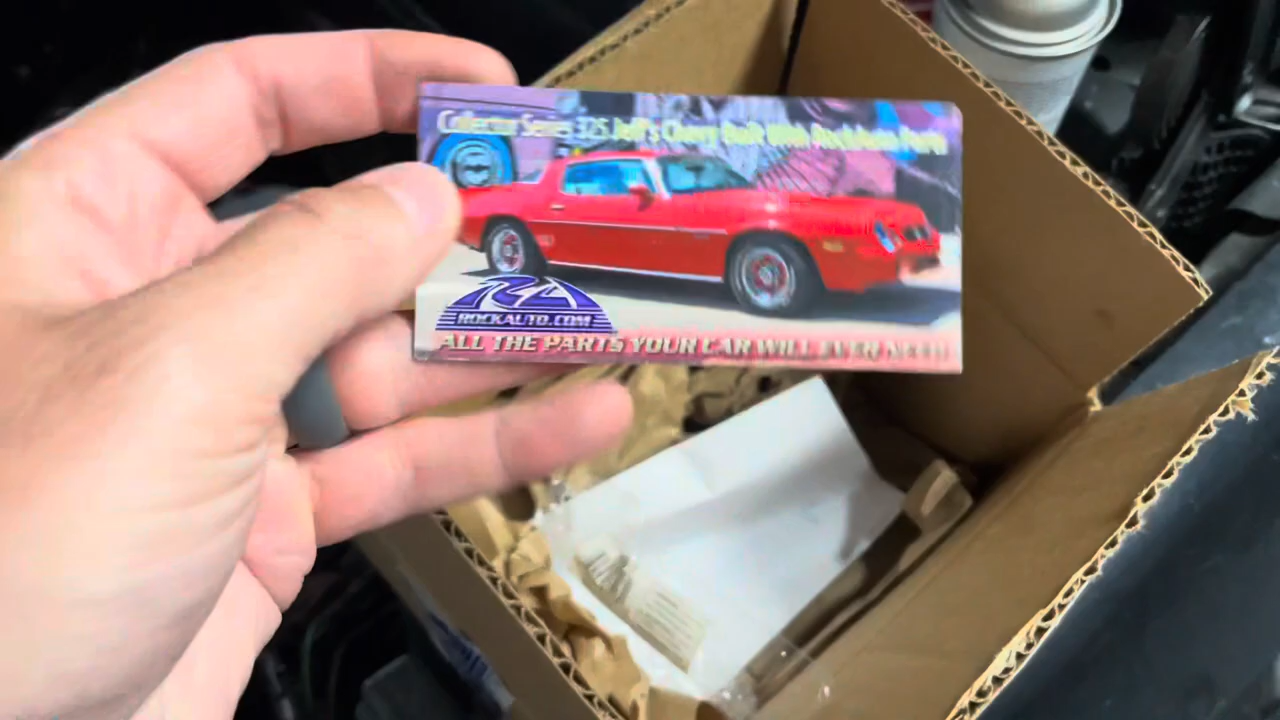 Collector Series 325 Jeff's Chevy Built With RockAuto Parts
RA
ROCKAUTO.COM
ALL THE PARTS YOUR CAR WILL EVER NEED